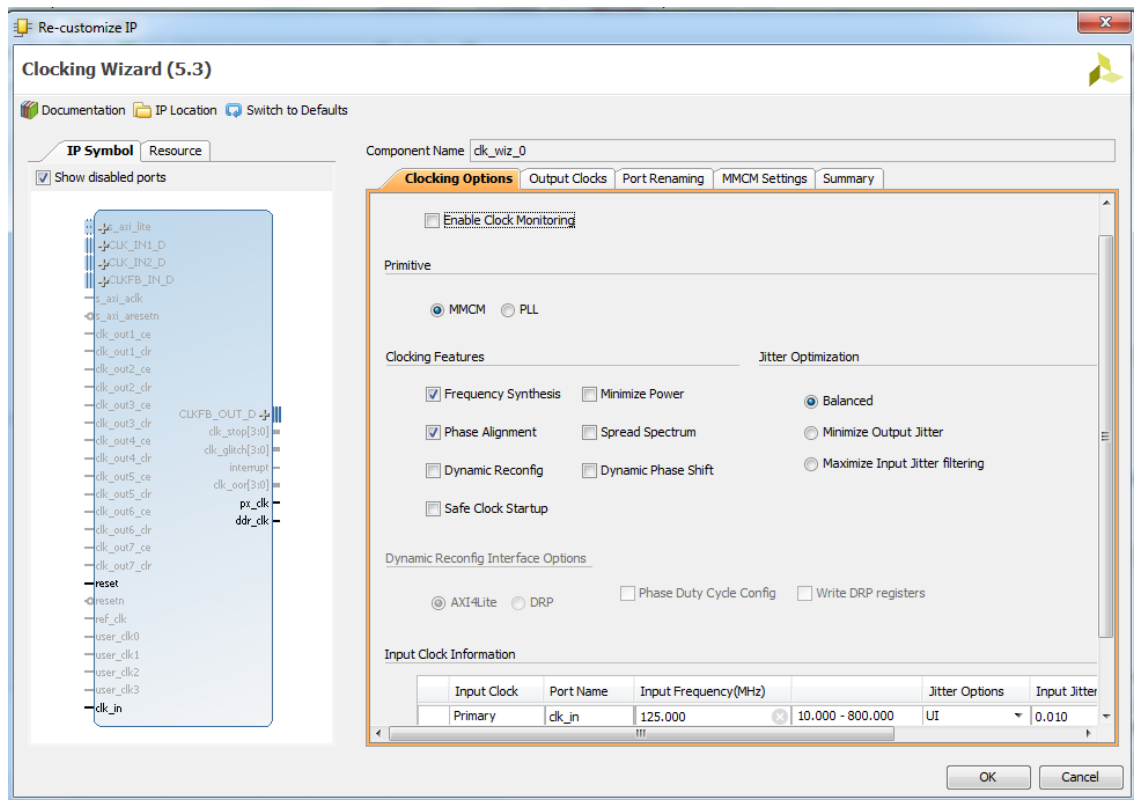 Re-customize IP
Clocking Wizard (5.3)
Documentation IP Location Switch to Defaults
IP Symbol Resource
Show disabled ports
s_axi_lite
CLK_IN1_D
CLK_IN2_D
CLKFB_IN_D
s_axi_aclk
s_axi_aresetn
clk_out1_ce
clk_out1_clr
clk_out2_ce
clk_out2_clr
clk_out3_ce
clk_out3_clr
clk_out4_ce
clk_out4_clr
clk_out5_ce
clk_out5_clr
clk_out6_ce
clk_out6_clr
clk_out7_ce
clk_out7_clr
reset
resetn
ref_clk
user_clk0
user_clk1
user_clk2
user_clk3
clk_in
CLKFB_OUT_D
clk_stop[3:0]
clk_glitch[3:0]
interrupt
clk_oor[3:0]
px_clk
ddr_clk
Component Name clk_wiz_0
Clocking Options Output Clocks Port Renaming MMCM Settings Summary
Enable Clock Monitoring
Primitive
MMCM PLL
Clocking Features
Frequency Synthesis Minimize Power
Phase Alignment Spread Spectrum
Dynamic Reconfig Dynamic Phase Shift
Safe Clock Startup
Jitter Optimization
Balanced
Minimize Output Jitter
Maximize Input Jitter filtering
Dynamic Reconfig Interface Options
AXI4Lite DRP Phase Duty Cycle Config Write DRP registers
Input Clock Information
Input Clock Port Name Input Frequency(MHz) Jitter Options Input Jitter
Primary clk_in 125.000 10.000 - 800.000 UI 0.010
OK Cancel